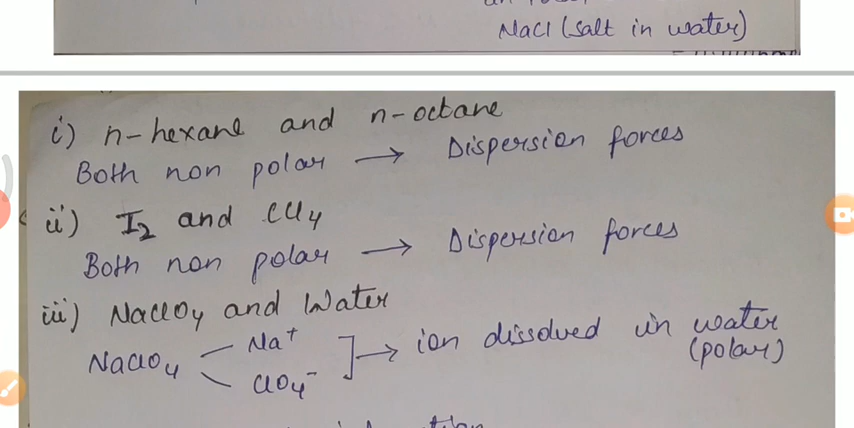 NaCl (salt in water)
i) n-hexane and n-octane
Both non polar → Dispersion forces
ii) I2 and CCl4
Both non polar → Dispersion forces
iii) NaClO4 and Water
NaClO4 Na+ ClO4- ] → ion dissolved in water (polar)